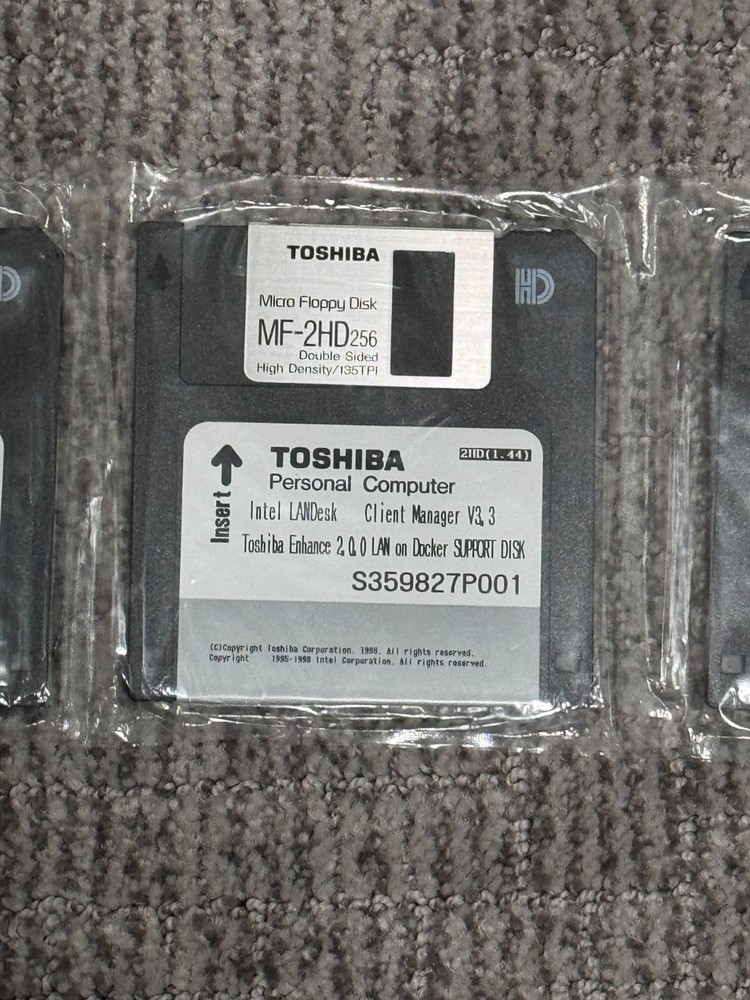 TOSHIBA
Micro Floppy Disk
MF-2HD256
Double Sided
High Density/135TPI
HD
D
Insert
TOSHIBA
2HD(1.44)
Personal Computer
Intel LANDesk Client Manager V3.3
Toshiba Enhance 2.0.0 LAN on Docker SUPPORT DISK
S359827P001
(C)Copyright Toshiba Corporation. 1998. All rights reserved.
Copyright 1995-1998 Intel Corporation. All rights reserved.